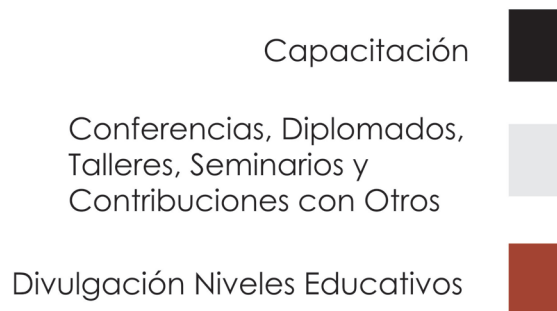 Capacitación
Conferencias, Diplomados,
Talleres, Seminarios y
Contribuciones con Otros
Divulgación Niveles Educativos